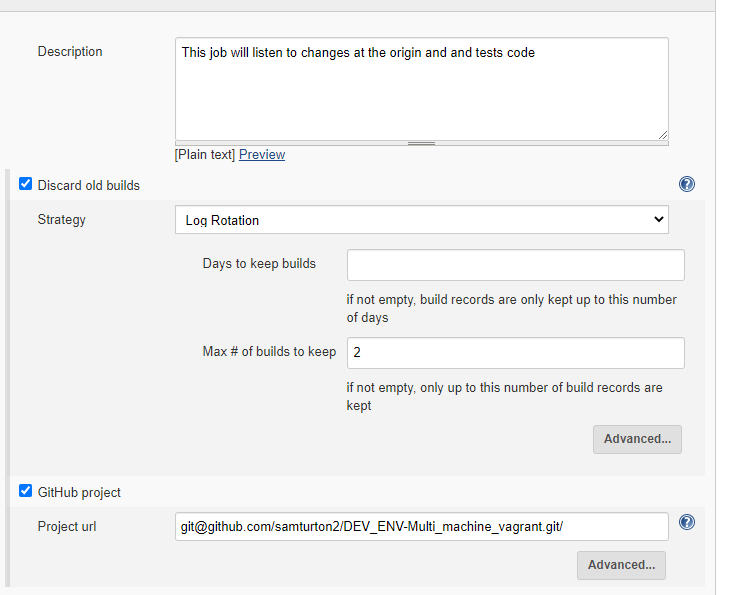 Description
This job will listen to changes at the origin and and tests code
[Plain text] Preview
Discard old builds
?
Strategy
Log Rotation
Days to keep builds
if not empty, build records are only kept up to this number
of days
Max # of builds to keep
2
if not empty, only up to this number of build records are
kept
Advanced...
GitHub project
Project url
git@github.com/samturton2/DEV_ENV-Multi_machine_vagrant.git/
?
Advanced...